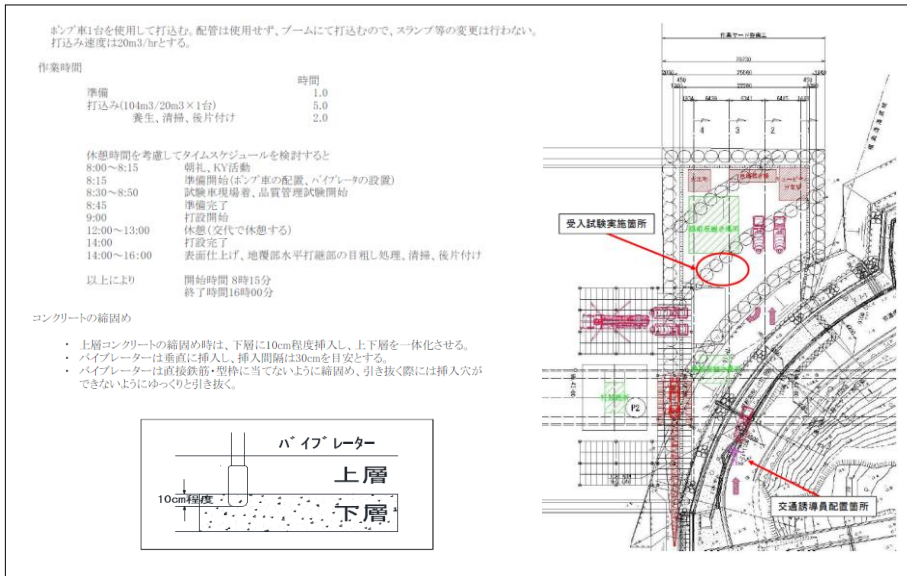 ポンプ車1台を使用して打込む。配管は使用せず、ブームにて打込むので、スランプ等の変更は行わない。
打込み速度は20m3/hrとする。
作業時間
時間
準備 1.0
打込み(104m3/20m3×1台) 5.0
養生、清掃、後片付け 2.0
休憩時間を考慮してタイムスケジュールを検討すると
8:00～8:15 朝礼、KY活動
8:15 準備開始(ポンプ車の配置、バイブレータの設置)
8:30～8:50 試験車現場着、品質管理試験開始
8:45 準備完了
9:00 打設開始
12:00～13:00 休憩(交代で休憩する)
14:00 打設完了
14:00～16:00 表面仕上げ、地覆部水平打継部の目粗し処理、清掃、後片付け
以上により 開始時間 8時15分
終了時間16時00分
コンクリートの締固め
・ 上層コンクリートの締固め時は、下層に10cm程度挿入し、上下層を一体化させる。
・ バイブレーターは垂直に挿入し、挿入間隔は30cmを目安とする。
・ バイブレーターは直接鉄筋・型枠に当てないように締固め、引き抜く際には挿入穴が
できないようにゆっくりと引き抜く。
バイブレーター
上層
10cm程度
下層
作業ヤード整備工
4 3 2 1
受入試験実施箇所
P2
交通誘導員配置箇所